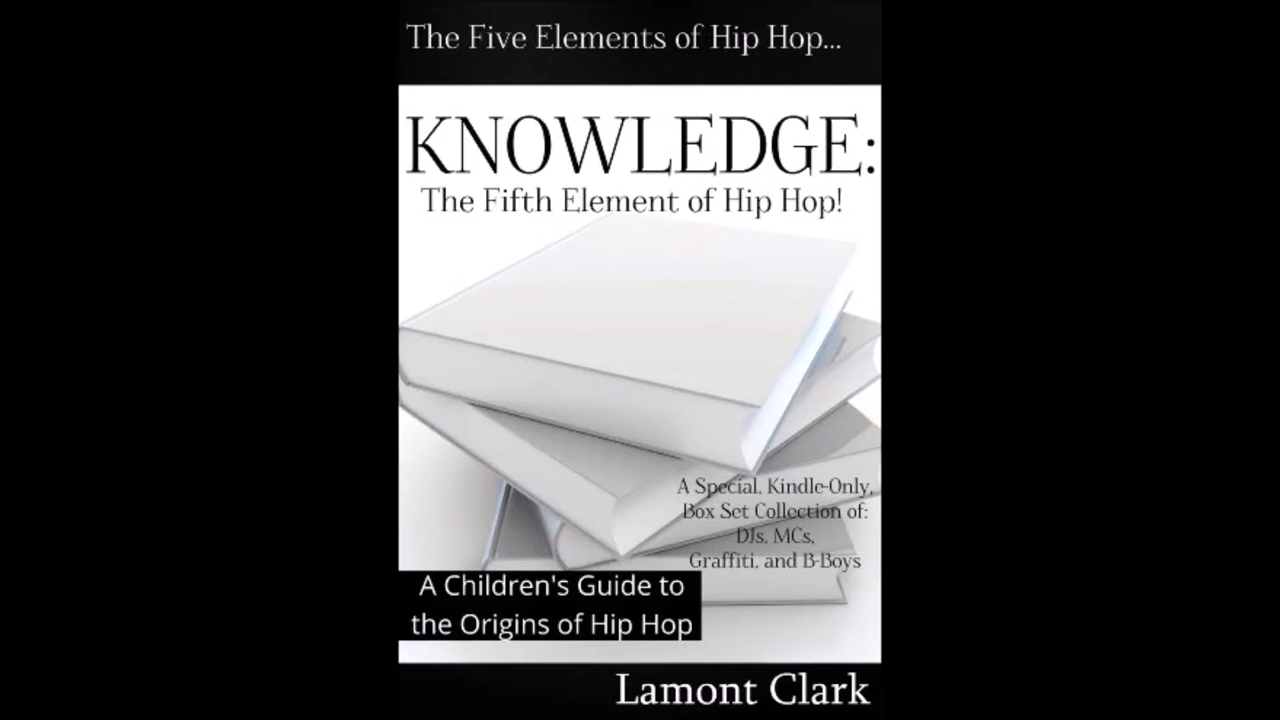 The Five Elements of Hip Hop...
KNOWLEDGE:
The Fifth Element of Hip Hop!
A Special, Kindle-Only,
Box Set Collection of:
DJs, MCs,
Graffiti, and B-Boys
A Children's Guide to
the Origins of Hip Hop
Lamont Clark